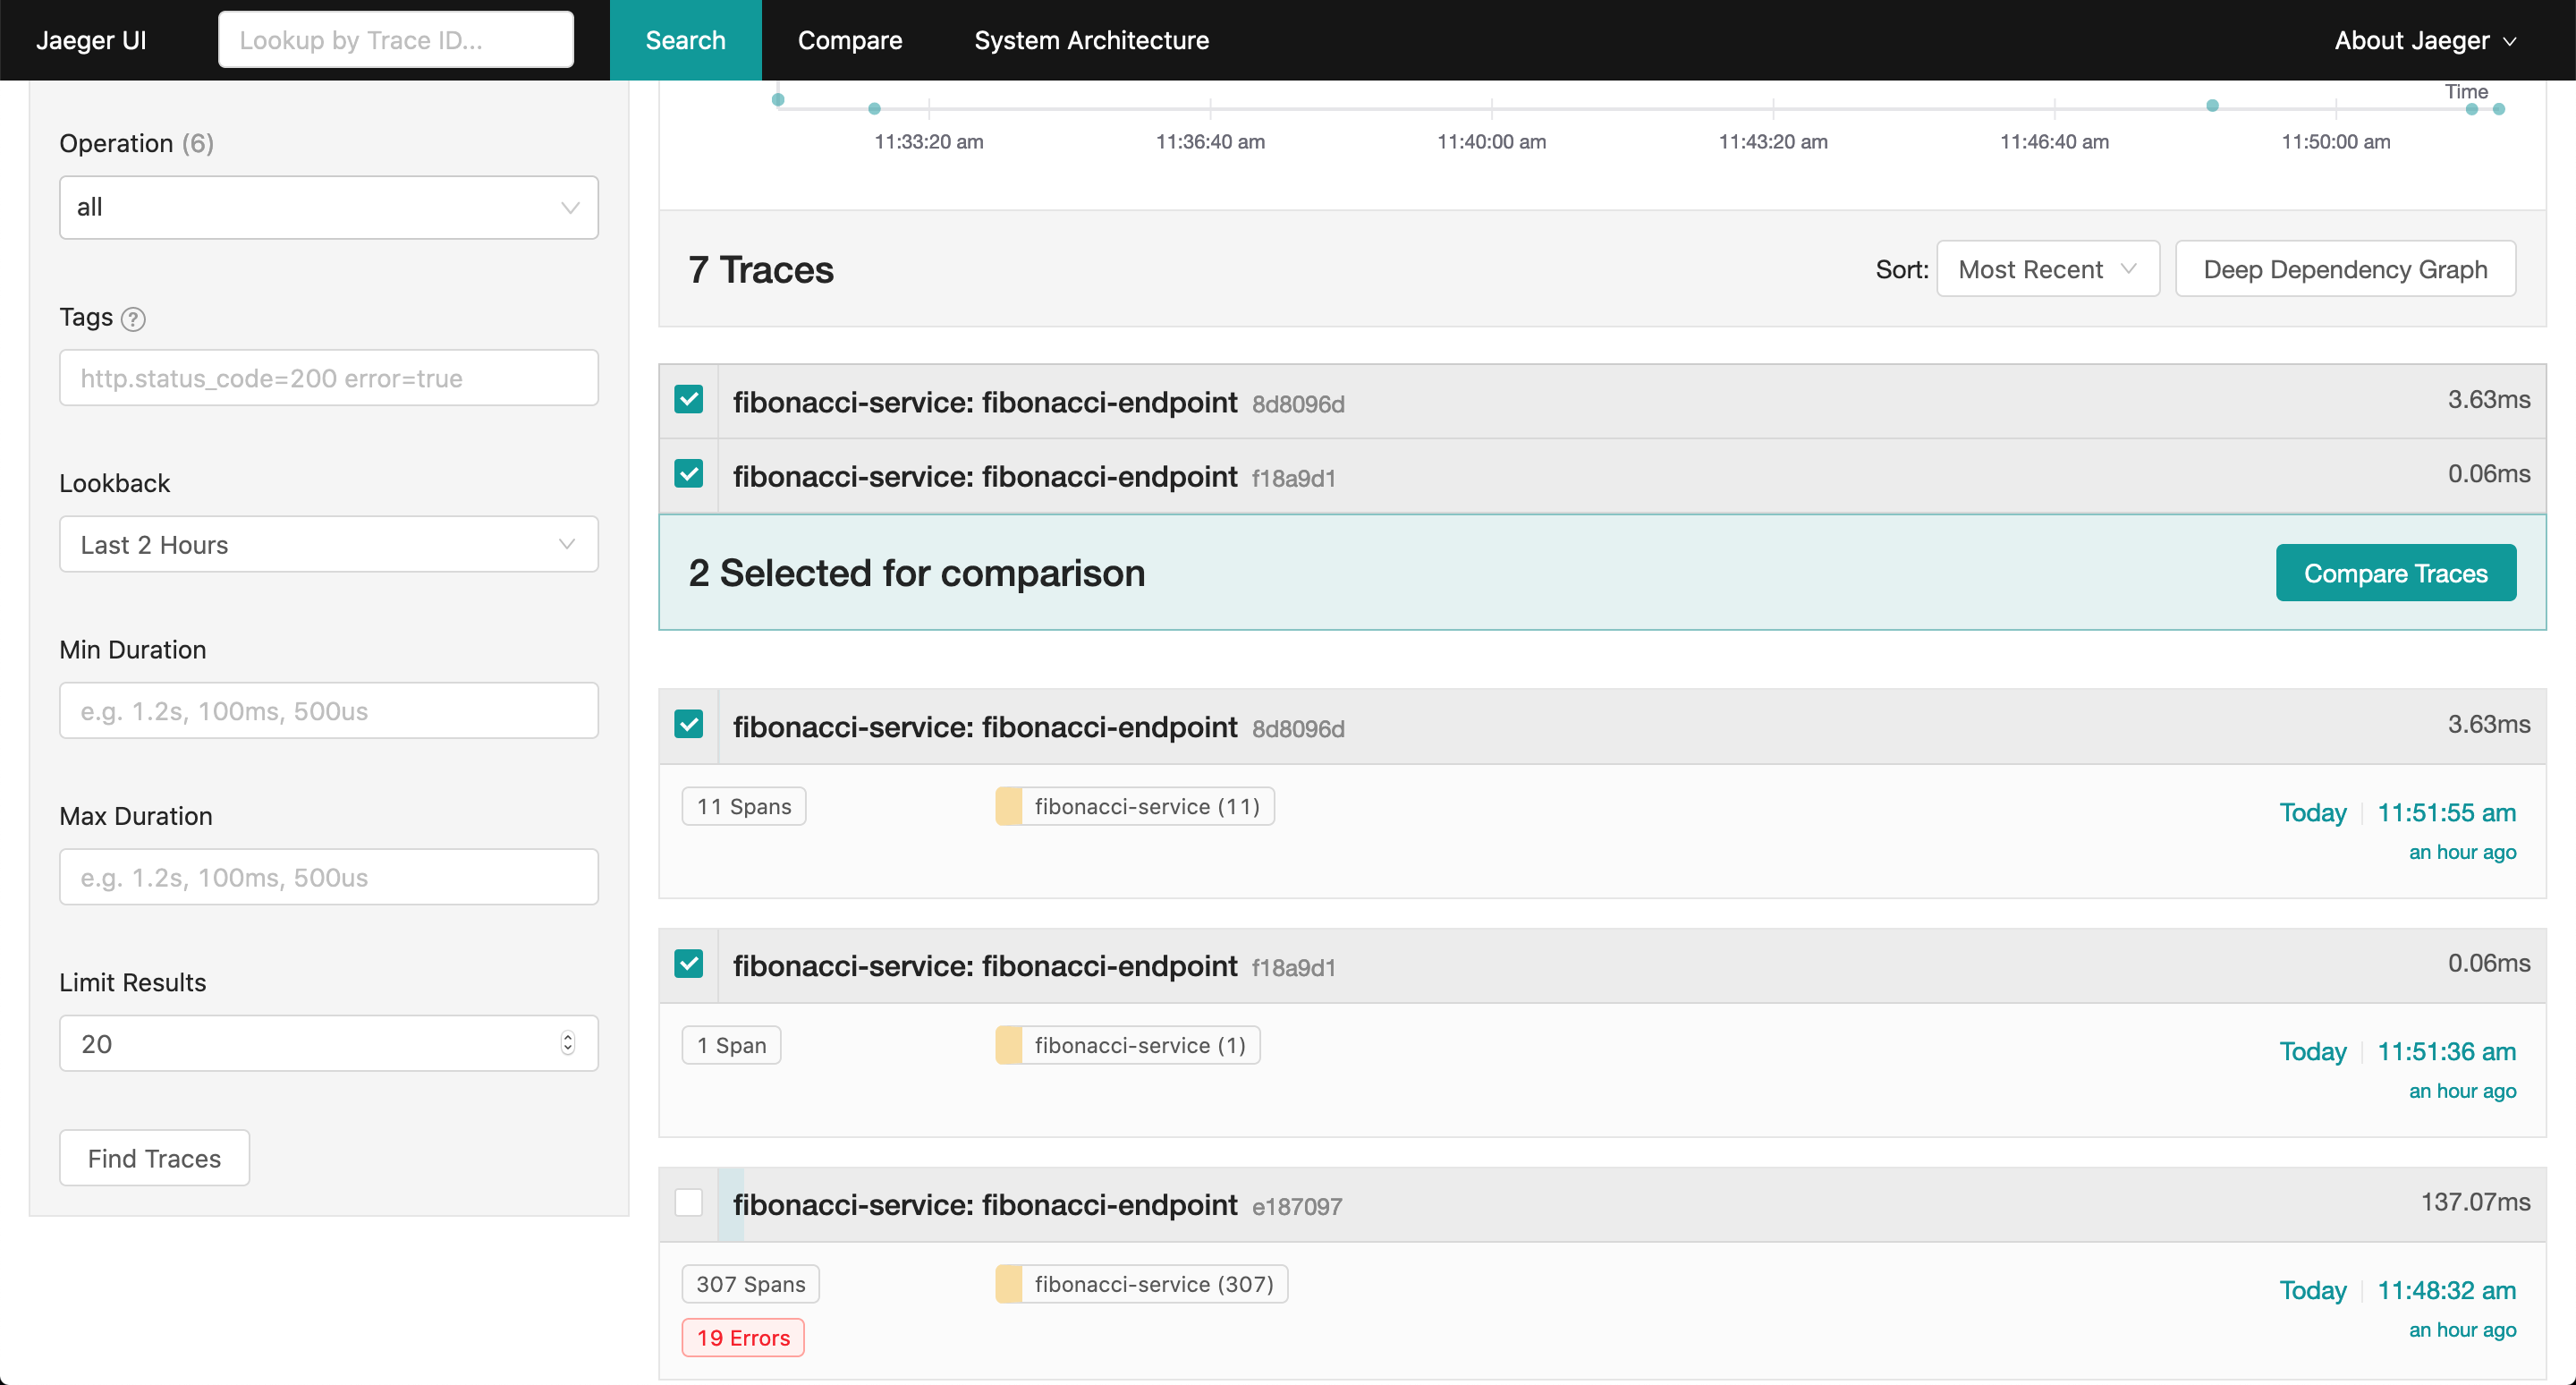 Jaeger UI
Lookup by Trace ID...
Search
Compare
System Architecture
About Jaeger
Operation (6)
all
Tags ?
http.status_code=200 error=true
Lookback
Last 2 Hours
Min Duration
e.g. 1.2s, 100ms, 500us
Max Duration
e.g. 1.2s, 100ms, 500us
Limit Results
20
Find Traces
Time
11:33:20 am
11:36:40 am
11:40:00 am
11:43:20 am
11:46:40 am
11:50:00 am
7 Traces
Sort: Most Recent
Deep Dependency Graph
fibonacci-service: fibonacci-endpoint 8d8096d
3.63ms
fibonacci-service: fibonacci-endpoint f18a9d1
0.06ms
2 Selected for comparison
Compare Traces
fibonacci-service: fibonacci-endpoint 8d8096d
3.63ms
11 Spans
fibonacci-service (11)
Today 11:51:55 am
an hour ago
fibonacci-service: fibonacci-endpoint f18a9d1
0.06ms
1 Span
fibonacci-service (1)
Today 11:51:36 am
an hour ago
fibonacci-service: fibonacci-endpoint e187097
137.07ms
307 Spans
fibonacci-service (307)
19 Errors
Today 11:48:32 am
an hour ago